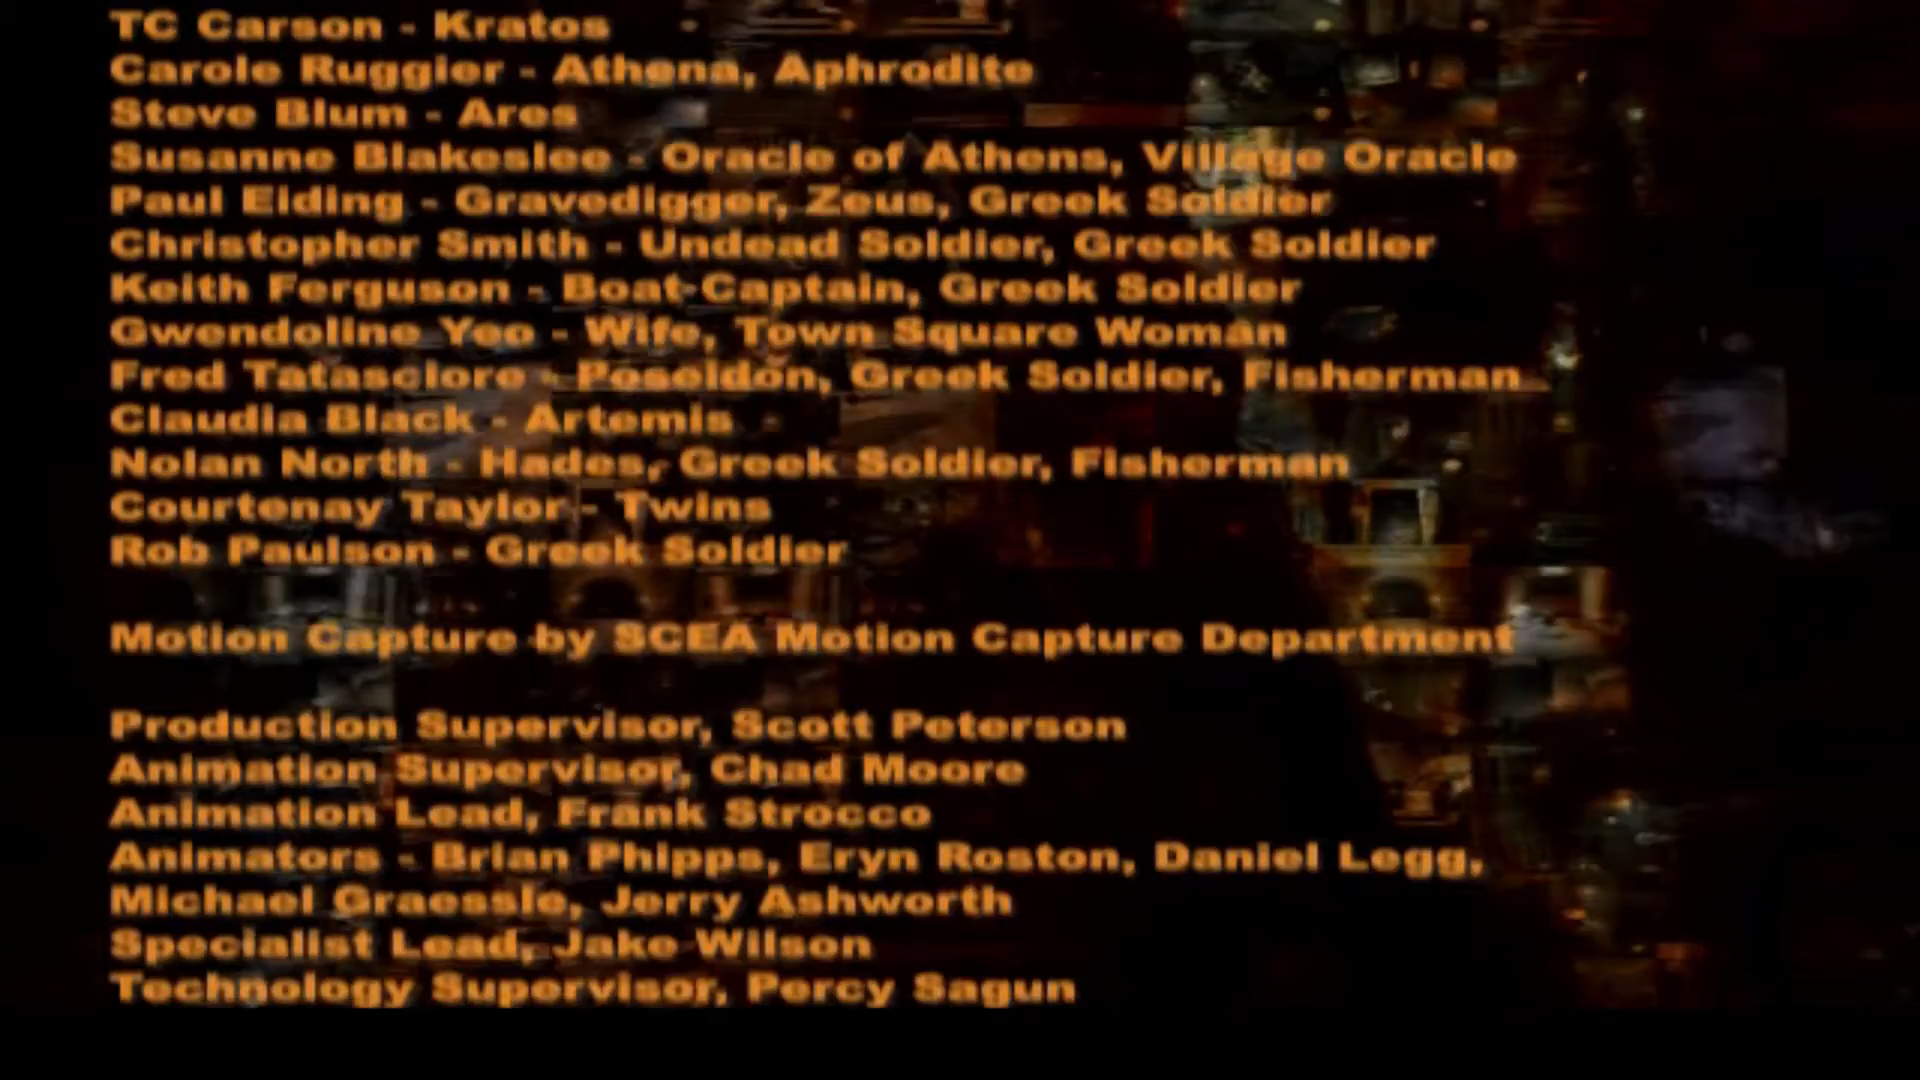 TC Carson - Kratos
Carole Ruggier - Athena, Aphrodite
Steve Blum - Ares
Susanne Blakeslee - Oracle of Athens, Village Oracle
Paul Eiding - Gravedigger, Zeus, Greek Soldier
Christopher Smith - Undead Soldier, Greek Soldier
Keith Ferguson - Boat Captain, Greek Soldier
Gwendoline Yeo - Wife, Town Square Woman
Fred Tatasciore - Poseidon, Greek Soldier, Fisherman
Claudia Black - Artemis
Nolan North - Hades, Greek Soldier, Fisherman
Courtenay Taylor - Twins
Rob Paulson - Greek Soldier
Motion Capture by SCEA Motion Capture Department
Production Supervisor, Scott Peterson
Animation Supervisor, Chad Moore
Animation Lead, Frank Strocco
Animators - Brian Phipps, Eryn Roston, Daniel Legg,
Michael Graessle, Jerry Ashworth
Specialist Lead, Jake Wilson
Technology Supervisor, Percy Sagun